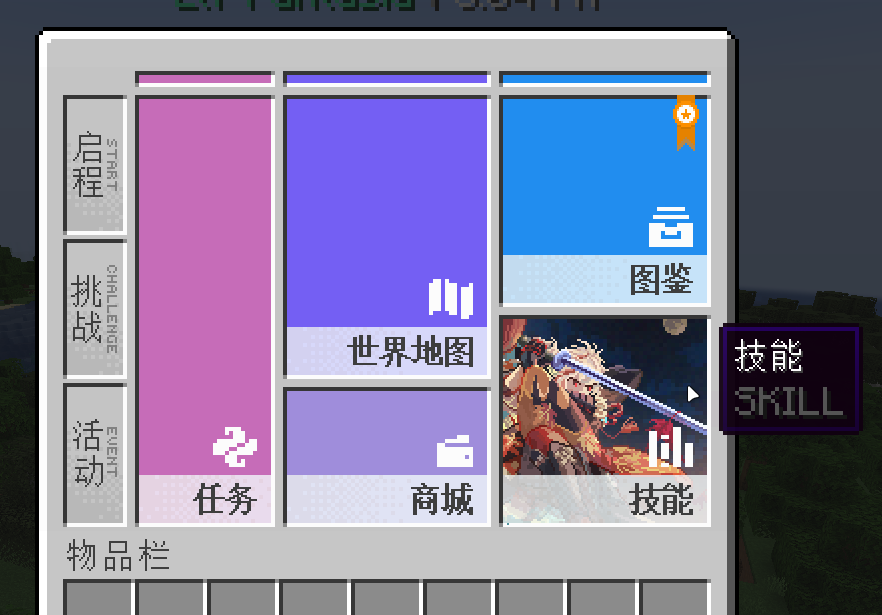 启程
START
挑战
CHALLENGE
活动
EVENT
任务
世界地图
商城
图鉴
技能
技能
SKILL
物品栏